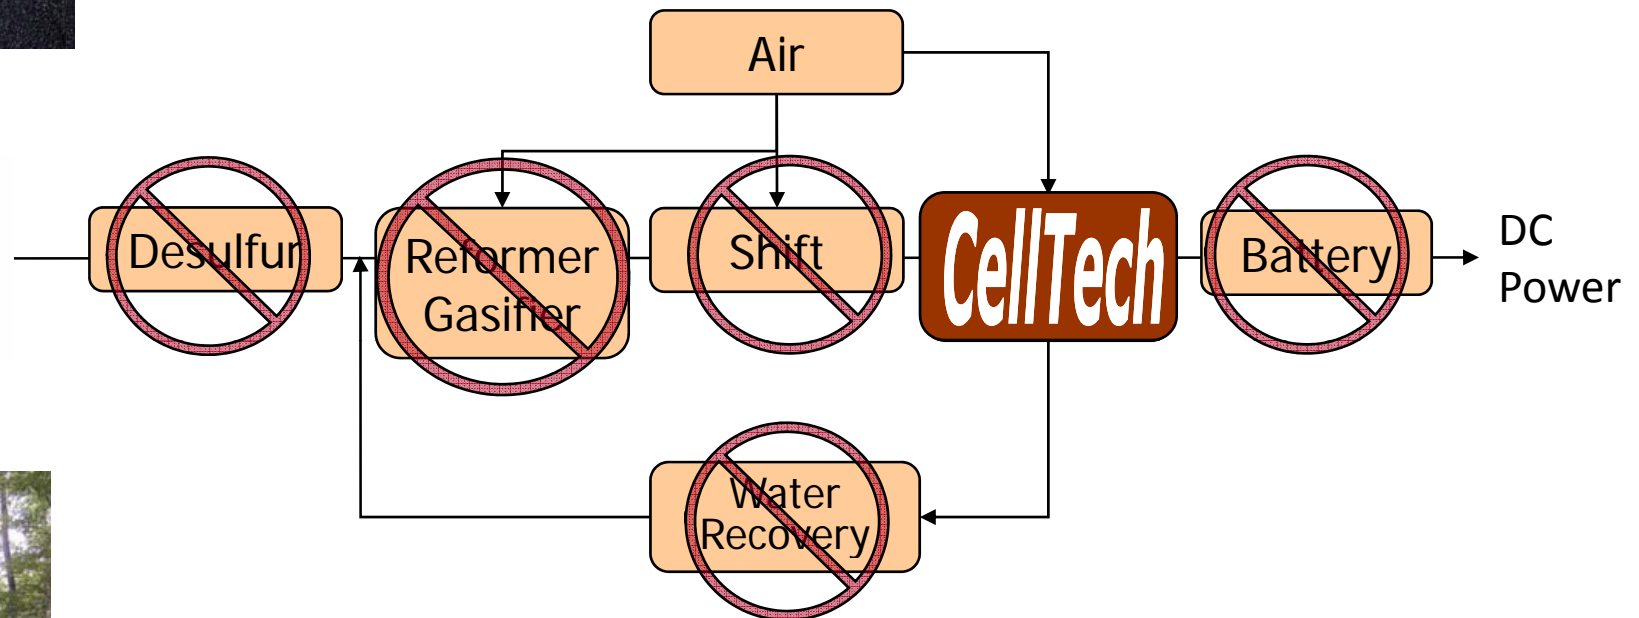 Air
Desulfur
Reformer
Gasifier
Shift
CellTech
Battery
DC
Power
Water
Recovery